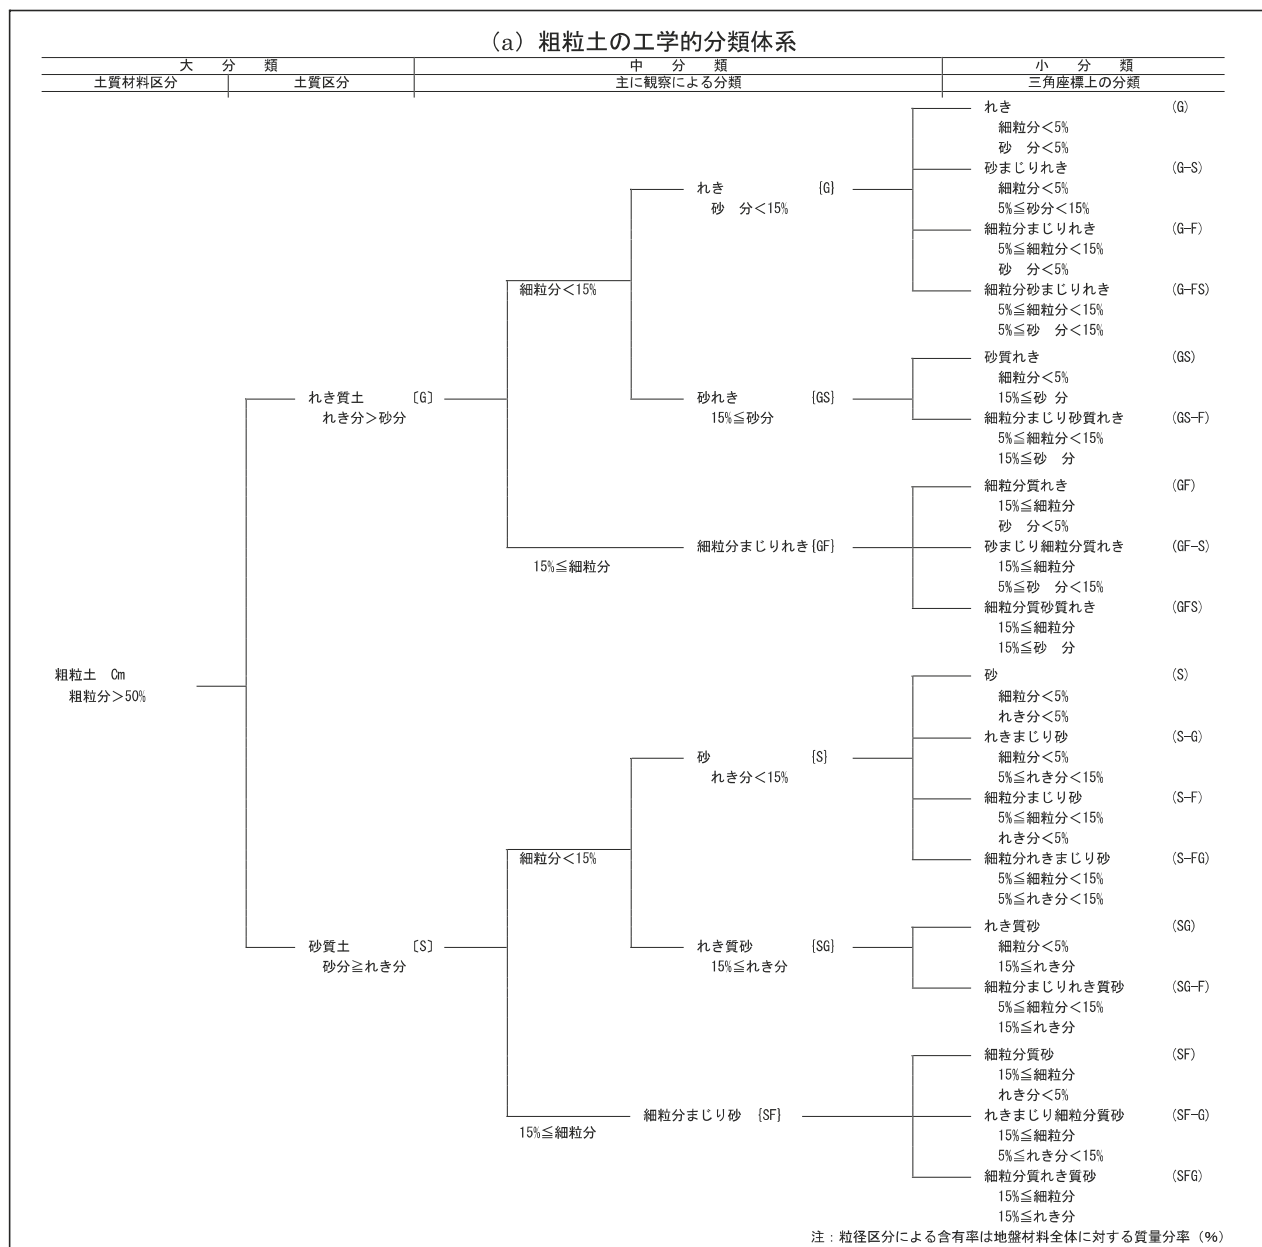 (a) 粗粒土の工学的分類体系
大　分　類　中　分　類　小　分　類
土質材料区分　土質区分　主に観察による分類　三角座標上の分類
れき (G)
細粒分＜5%
砂　分＜5%
砂まじりれき (G-S)
細粒分＜5%
5%≦砂分＜15%
れき {G}
砂　分＜15%
細粒分まじりれき (G-F)
5%≦細粒分＜15%
砂　分＜5%
細粒分＜15%
細粒分砂まじりれき (G-FS)
5%≦細粒分＜15%
5%≦砂　分＜15%
砂質れき (GS)
細粒分＜5%
15%≦砂 分
れき質土 〔G〕
れき分＞砂分
砂れき {GS}
15%≦砂分
細粒分まじり砂質れき (GS-F)
5%≦細粒分＜15%
15%≦砂　分
細粒分質れき (GF)
15%≦細粒分
砂　分＜5%
15%≦細粒分
細粒分まじりれき{GF}
砂まじり細粒分質れき (GF-S)
15%≦細粒分
5%≦砂　分＜15%
細粒分質砂質れき (GFS)
15%≦細粒分
15%≦砂　分
粗粒土　Cm
粗粒分＞50%
砂 (S)
細粒分＜5%
れき分＜5%
れきまじり砂 (S-G)
細粒分＜5%
5%≦れき分＜15%
砂 {S}
れき分＜15%
細粒分まじり砂 (S-F)
5%≦細粒分＜15%
れき分＜5%
細粒分＜15%
細粒分れきまじり砂 (S-FG)
5%≦細粒分＜15%
5%≦れき分＜15%
れき質砂 (SG)
細粒分＜5%
15%≦れき分
砂質土 〔S〕
砂分≧れき分
れき質砂 {SG}
15%≦れき分
細粒分まじりれき質砂 (SG-F)
5%≦細粒分＜15%
15%≦れき分
細粒分質砂 (SF)
15%≦細粒分
れき分＜5%
15%≦細粒分
細粒分まじり砂 {SF}
れきまじり細粒分質砂 (SF-G)
15%≦細粒分
5%≦れき分＜15%
細粒分質れき質砂 (SFG)
15%≦細粒分
15%≦れき分
注：粒径区分による含有率は地盤材料全体に対する質量分率（%）